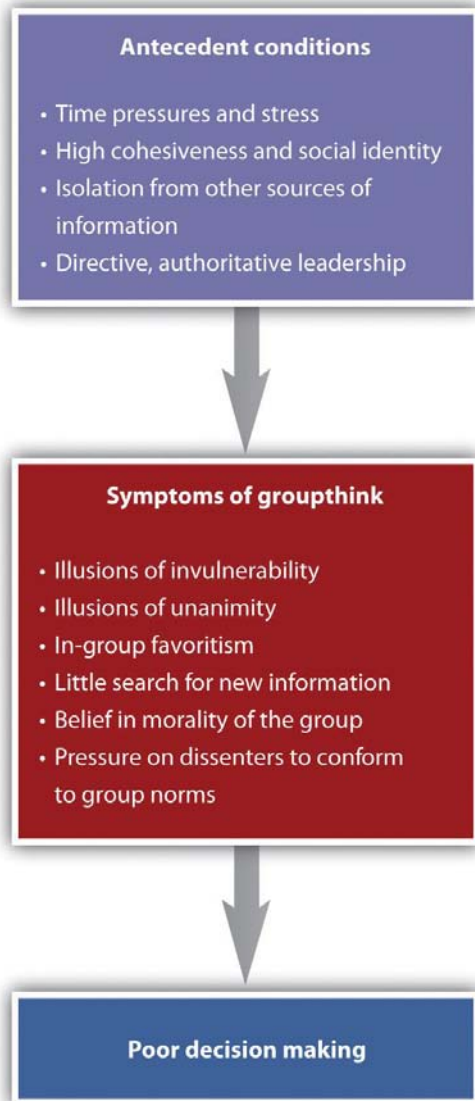 Antecedent conditions
• Time pressures and stress
• High cohesiveness and social identity
• Isolation from other sources of
information
• Directive, authoritative leadership
Symptoms of groupthink
• Illusions of invulnerability
• Illusions of unanimity
• In-group favoritism
• Little search for new information
• Belief in morality of the group
• Pressure on dissenters to conform
to group norms
Poor decision making